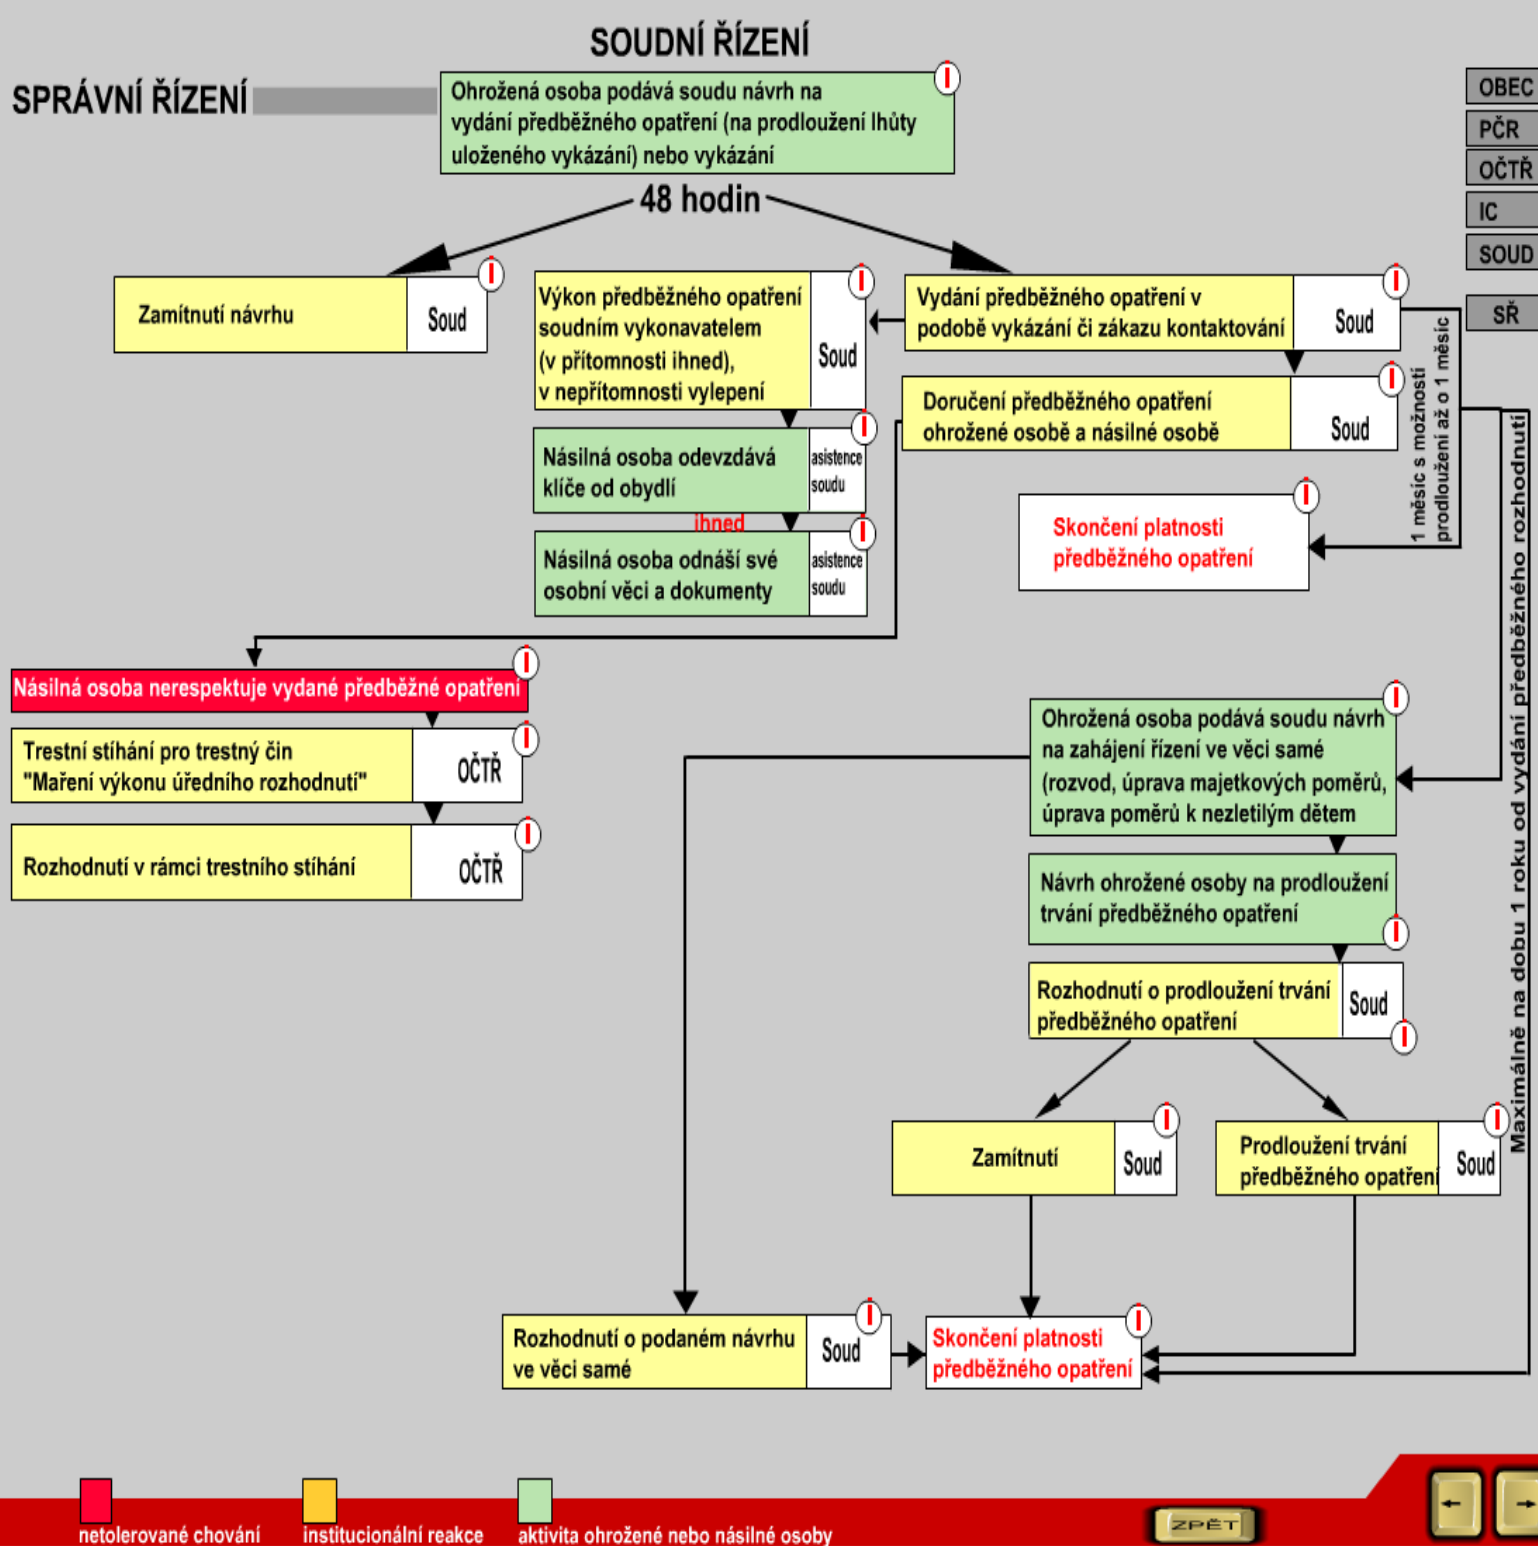 SOUDNÍ ŘÍZENÍ
SPRÁVNÍ ŘÍZENÍ
Ohrožená osoba podává soudu návrh na
vydání předběžného opatření (na prodloužení lhůty
uloženého vykázání) nebo vykázání
OBEC
PČR
OČTŘ
IC
SOUD
SŘ
48 hodin
Zamítnutí návrhu
Soud
Výkon předběžného opatření
soudním vykonavatelem
(v přítomnosti ihned),
v nepřítomnosti vylepení
Soud
Vydání předběžného opatření v
podobě vykázání či zákazu kontaktování
Soud
Doručení předběžného opatření
ohrožené osobě a násilné osobě
Soud
1 měsíc s možností
prodloužení až o 1 měsíc
Násilná osoba odevzdává
klíče od obydlí
asistence
soudu
ihned
Násilná osoba odnáší své
osobní věci a dokumenty
asistence
soudu
Skončení platnosti
předběžného opatření
Maximálně na dobu 1 roku od vydání předběžného rozhodnutí
Násilná osoba nerespektuje vydané předběžné opatření
Trestní stíhání pro trestný čin
"Maření výkonu úředního rozhodnutí"
OČTŘ
Rozhodnutí v rámci trestního stíhání
OČTŘ
Ohrožená osoba podává soudu návrh
na zahájení řízení ve věci samé
(rozvod, úprava majetkových poměrů,
úprava poměrů k nezletilým dětem
Návrh ohrožené osoby na prodloužení
trvání předběžného opatření
Rozhodnutí o prodloužení trvání
předběžného opatření
Soud
Zamítnutí
Soud
Prodloužení trvání
předběžného opatření
Soud
Rozhodnutí o podaném návrhu
ve věci samé
Soud
Skončení platnosti
předběžného opatření
netolerované chování
institucionální reakce
aktivita ohrožené nebo násilné osoby
ZPĚT